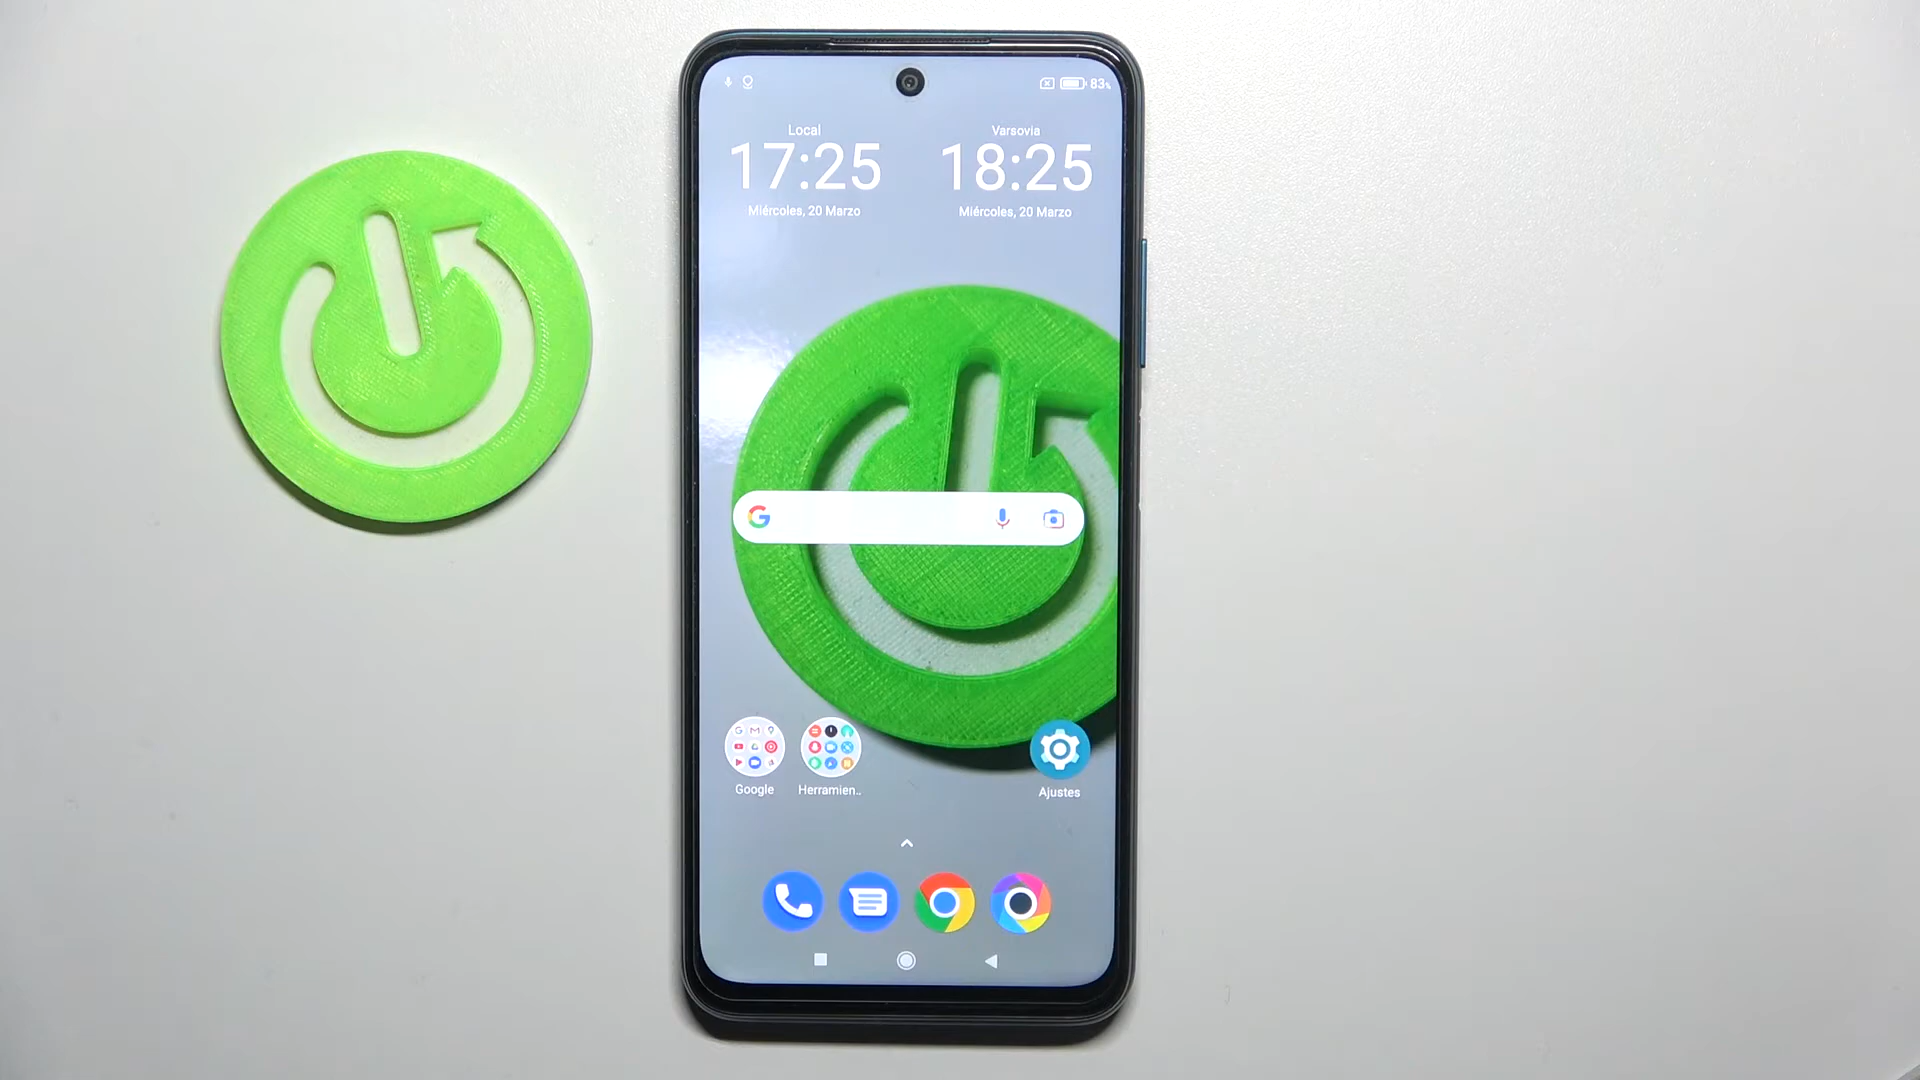 83%
Local
17:25
Miércoles, 20 Marzo
Varsovia
18:25
Miércoles, 20 Marzo
G
Google
Herramien..
Ajustes